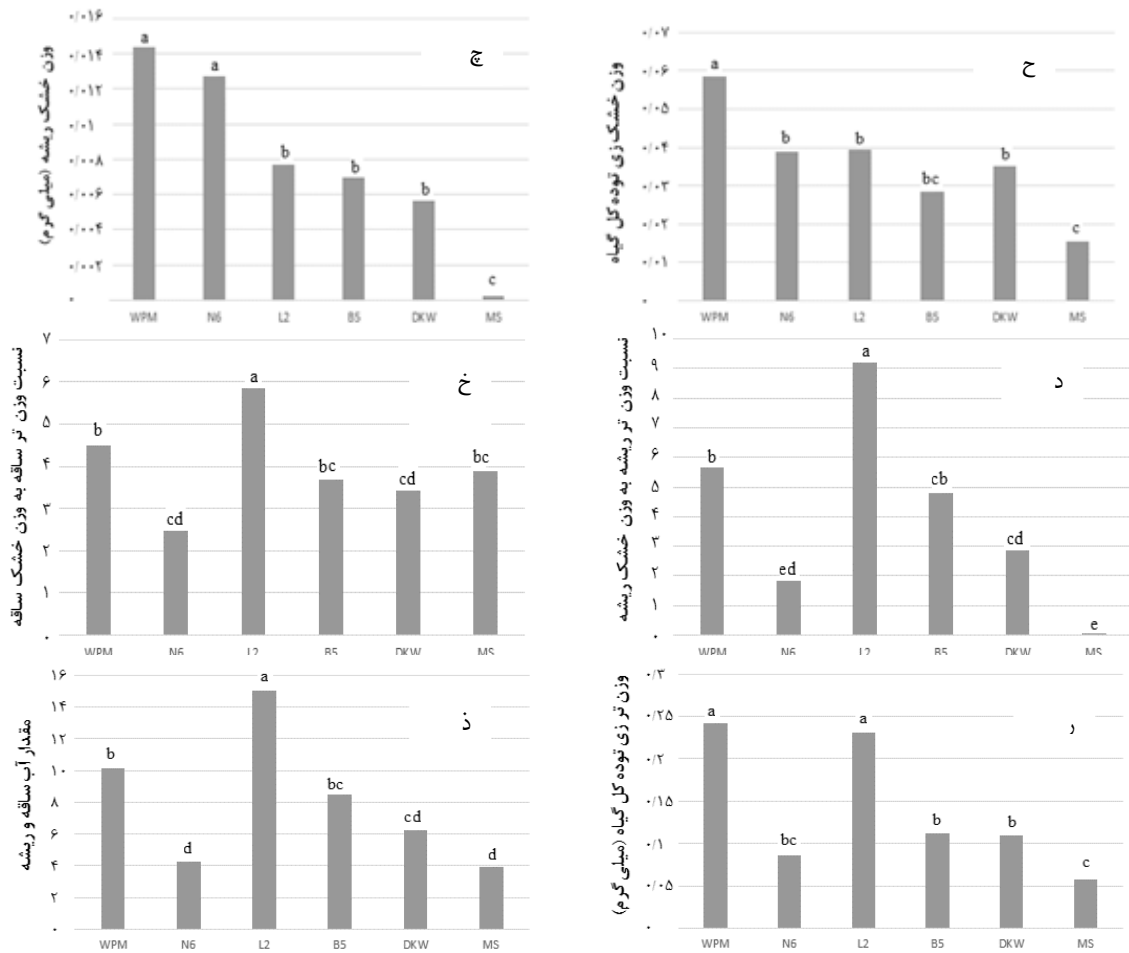 وزن خشک ریشه (میلی گرم)
چ
۰/۰۱۶
۰/۰۱۴
۰/۰۱۲
۰/۰۱
۰/۰۰۸
۰/۰۰۶
۰/۰۰۴
۰/۰۰۲
۰
a a b b b c
WPM N6 L2 B5 DKW MS
وزن خشک زی توده کل گیاه
ح
۰/۰۷
۰/۰۶
۰/۰۵
۰/۰۴
۰/۰۳
۰/۰۲
۰/۰۱
۰
a b b bc b c
WPM N6 L2 B5 DKW MS
نسبت وزن تر ساقه به وزن خشک ساقه
خ
۷
۶
۵
۴
۳
۲
۱
۰
b cd a bc cd bc
WPM N6 L2 B5 DKW MS
نسبت وزن تر ریشه به وزن خشک ریشه
د
۱۰
۹
۸
۷
۶
۵
۴
۳
۲
۱
۰
b ed a cb cd e
WPM N6 L2 B5 DKW MS
مقدار آب ساقه و ریشه
ذ
۱۶
۱۴
۱۲
۱۰
۸
۶
۴
۲
۰
b d a bc cd d
WPM N6 L2 B5 DKW MS
وزن تر زی توده کل گیاه (میلی گرم)
ر
۰/۳
۰/۲۵
۰/۲
۰/۱۵
۰/۱
۰/۰۵
۰
a bc a b b c
WPM N6 L2 B5 DKW MS